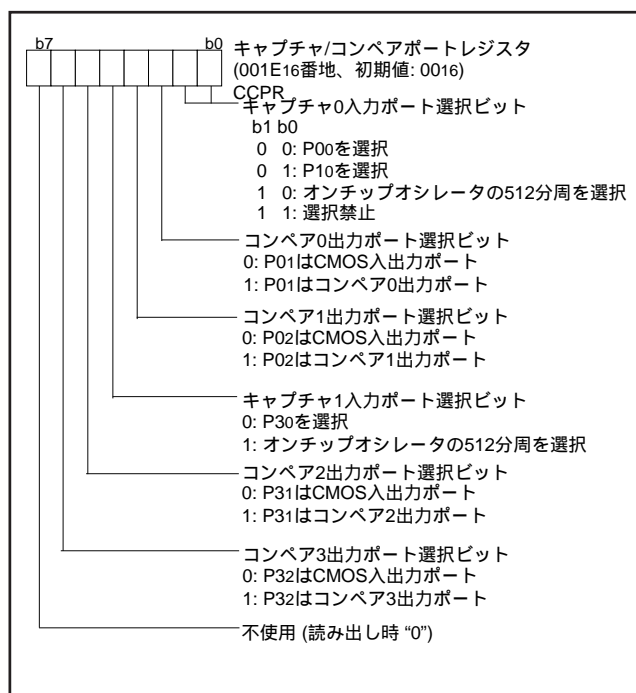 b7 b0
キャプチャ/コンペアポートレジスタ
(001E16番地、初期値: 0016)
CCPR
キャプチャ0入力ポート選択ビット
b1 b0
0 0: P00を選択
0 1: P10を選択
1 0: オンチップオシレータの512分周を選択
1 1: 選択禁止
コンペア0出力ポート選択ビット
0: P01はCMOS入出力ポート
1: P01はコンペア0出力ポート
コンペア1出力ポート選択ビット
0: P02はCMOS入出力ポート
1: P02はコンペア1出力ポート
キャプチャ1入力ポート選択ビット
0: P30を選択
1: オンチップオシレータの512分周を選択
コンペア2出力ポート選択ビット
0: P31はCMOS入出力ポート
1: P31はコンペア2出力ポート
コンペア3出力ポート選択ビット
0: P32はCMOS入出力ポート
1: P32はコンペア3出力ポート
不使用 (読み出し時 “0”)